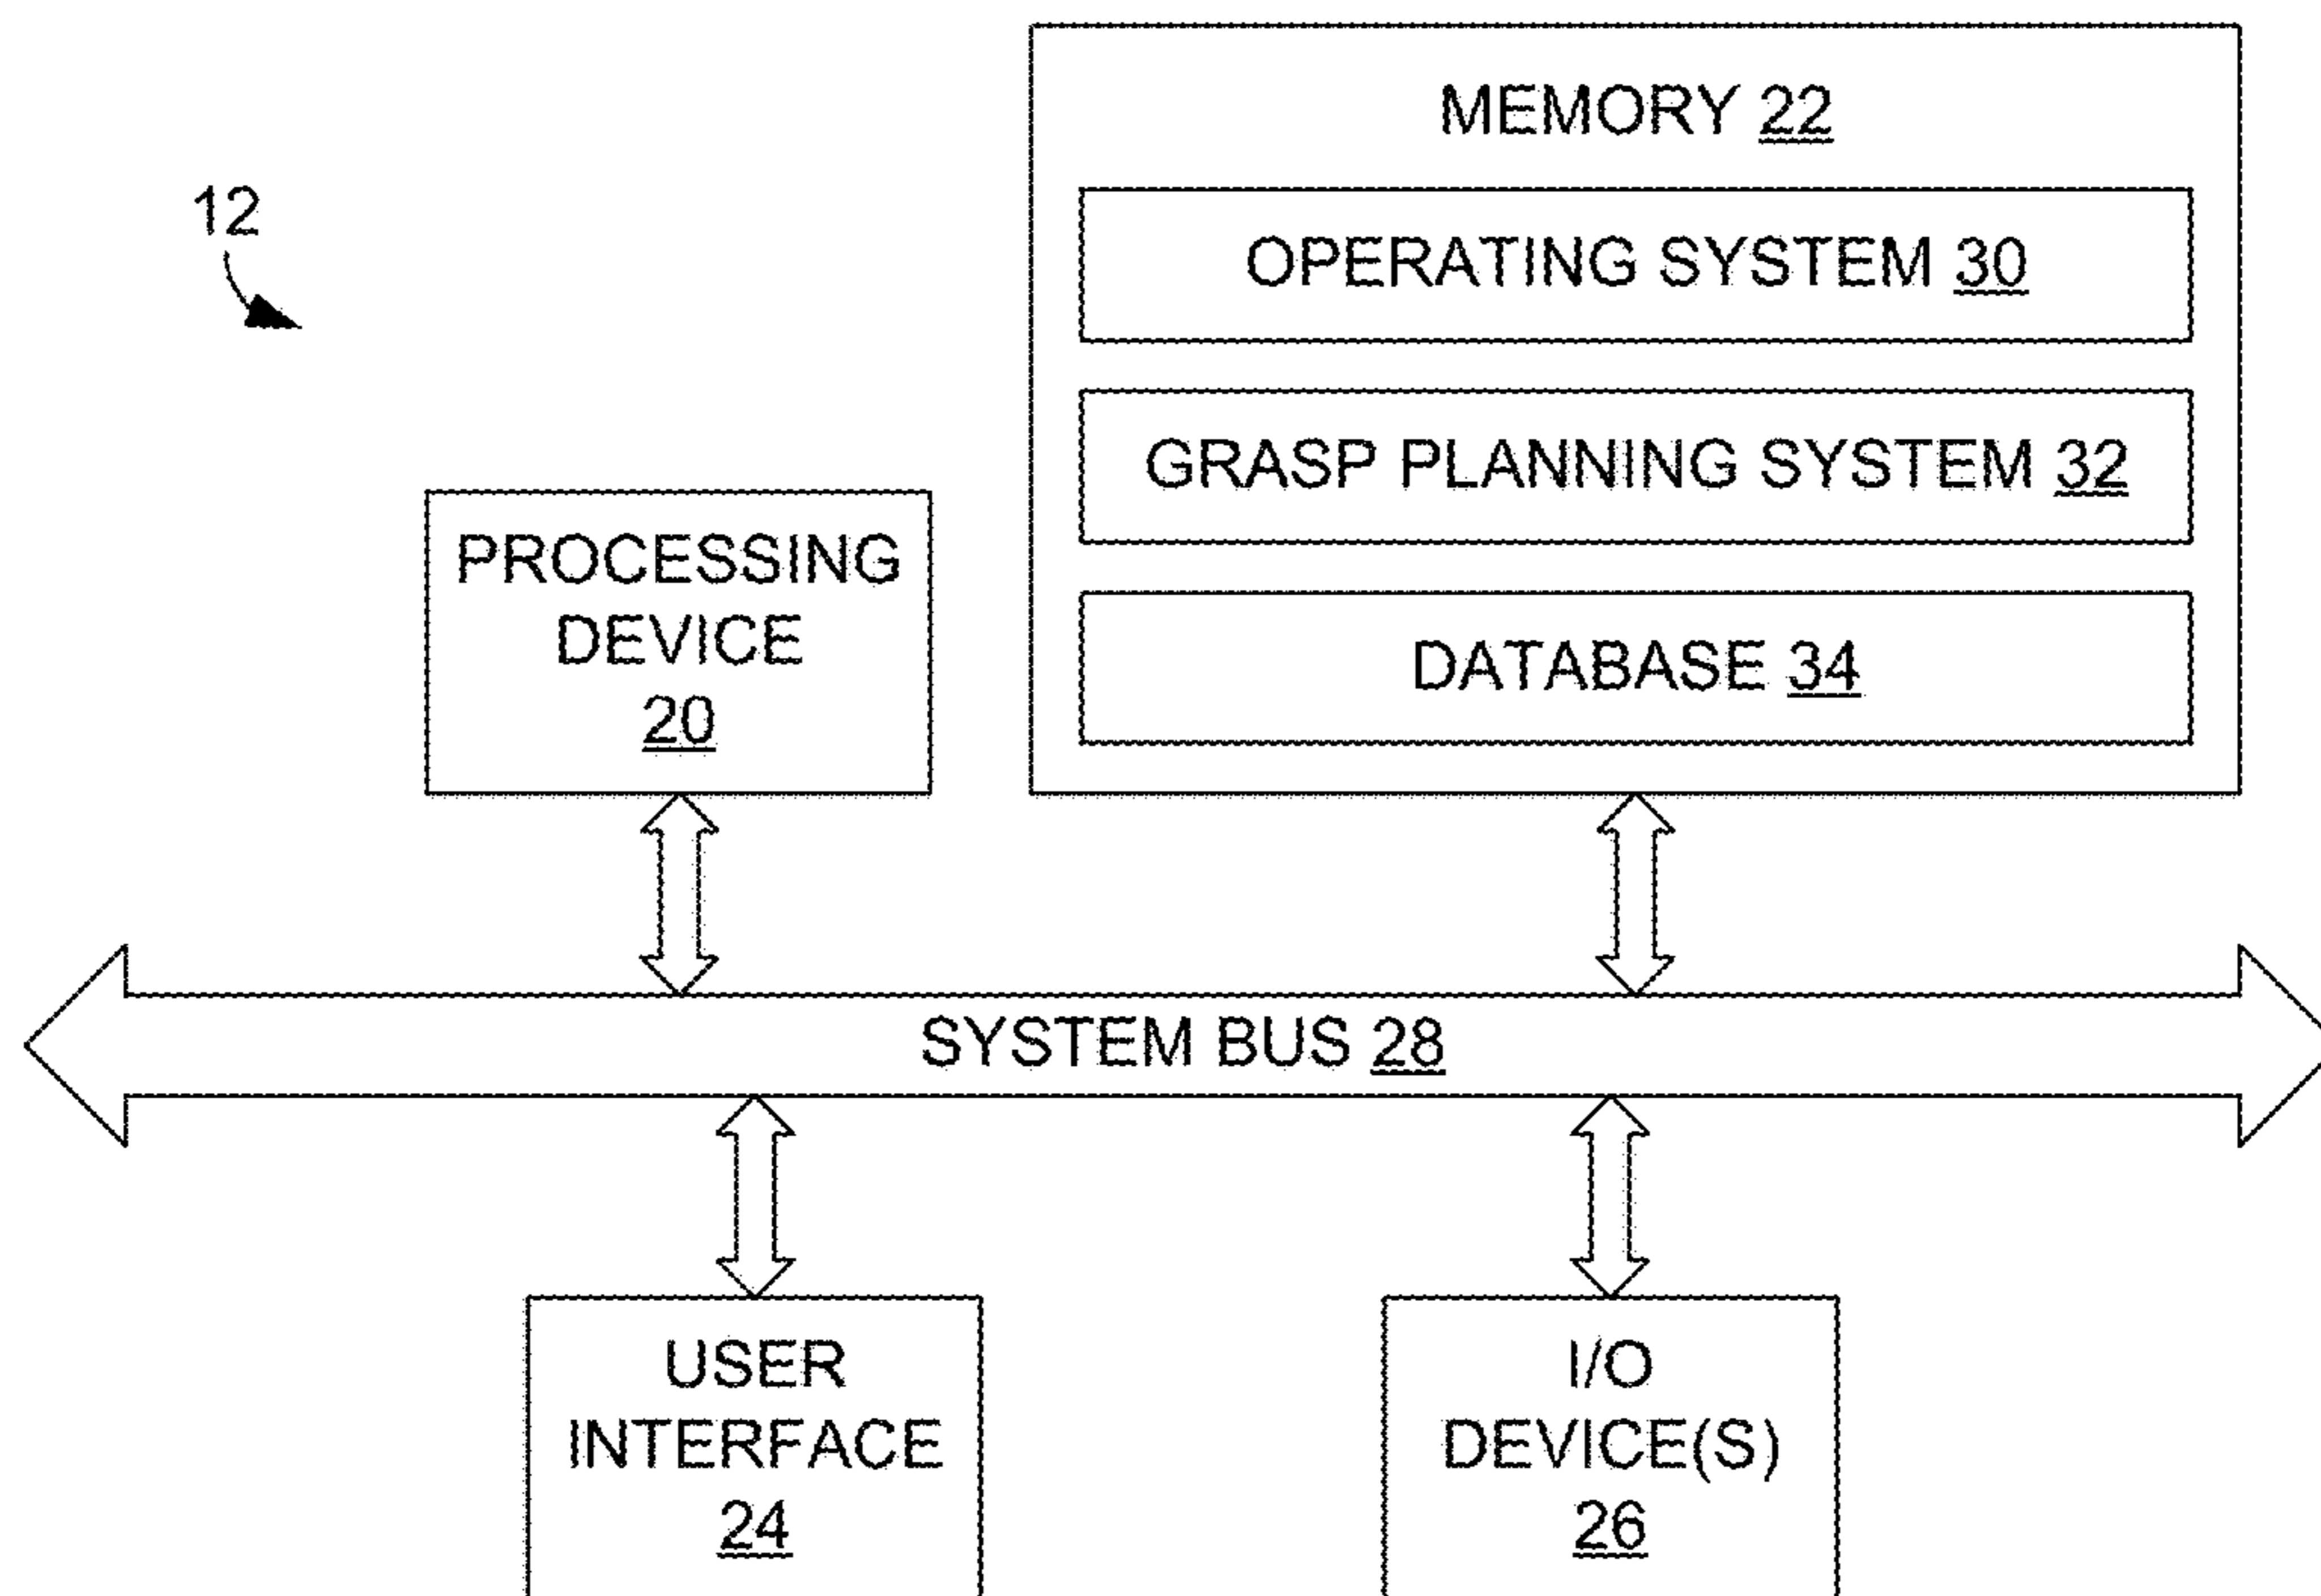 12
MEMORY 22
OPERATING SYSTEM 30
GRASP PLANNING SYSTEM 32
DATABASE 34
PROCESSING
DEVICE
20
SYSTEM BUS 28
USER
INTERFACE
24
I/O
DEVICE(S)
26